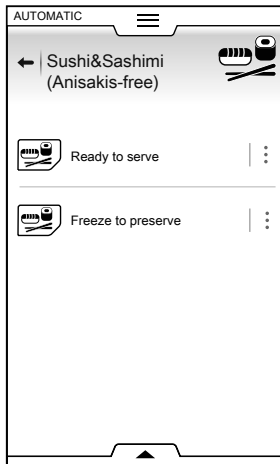 AUTOMATIC
Sushi&Sashimi
(Anisakis-free)
Ready to serve
Freeze to preserve